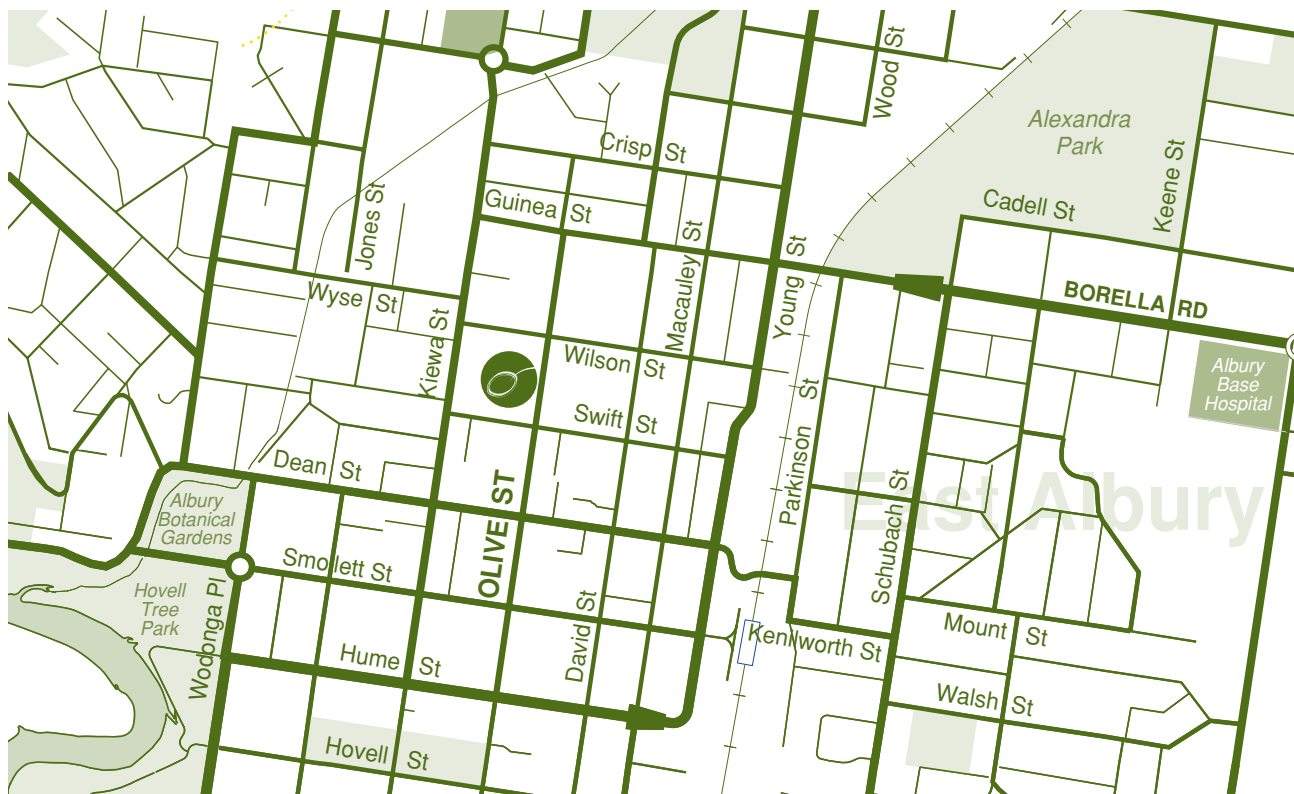 Wood St
Alexandra
Park
Keene St
Crisp St
Cadell St
Jones St
Guinea St
Macauley St
Young St
Wyse St
BORELLA RD
Kiewa St
Wilson St
Albury
Base
Hospital
Swift St
Parkinson St
Dean St
East Albury
OLIVE ST
Schubach St
Albury
Botanical
Gardens
Smollett St
Hovell
Tree
Park
Wodonga Pl
David St
Kenilworth St
Mount St
Hume St
Walsh St
Hovell St